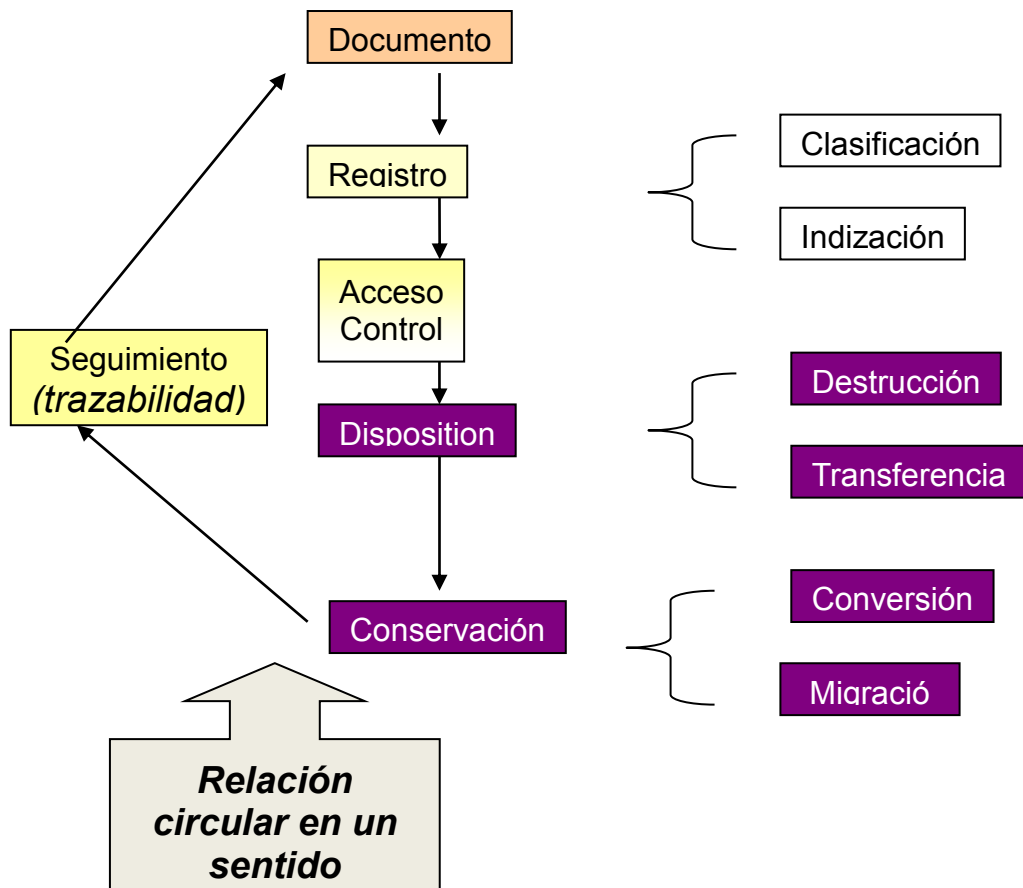 Documento
Registro
Clasificación
Indización
Acceso
Control
Seguimiento
(trazabilidad)
Disposition
Destrucción
Transferencia
Conservación
Conversión
Migració
Relación
circular en un
sentido